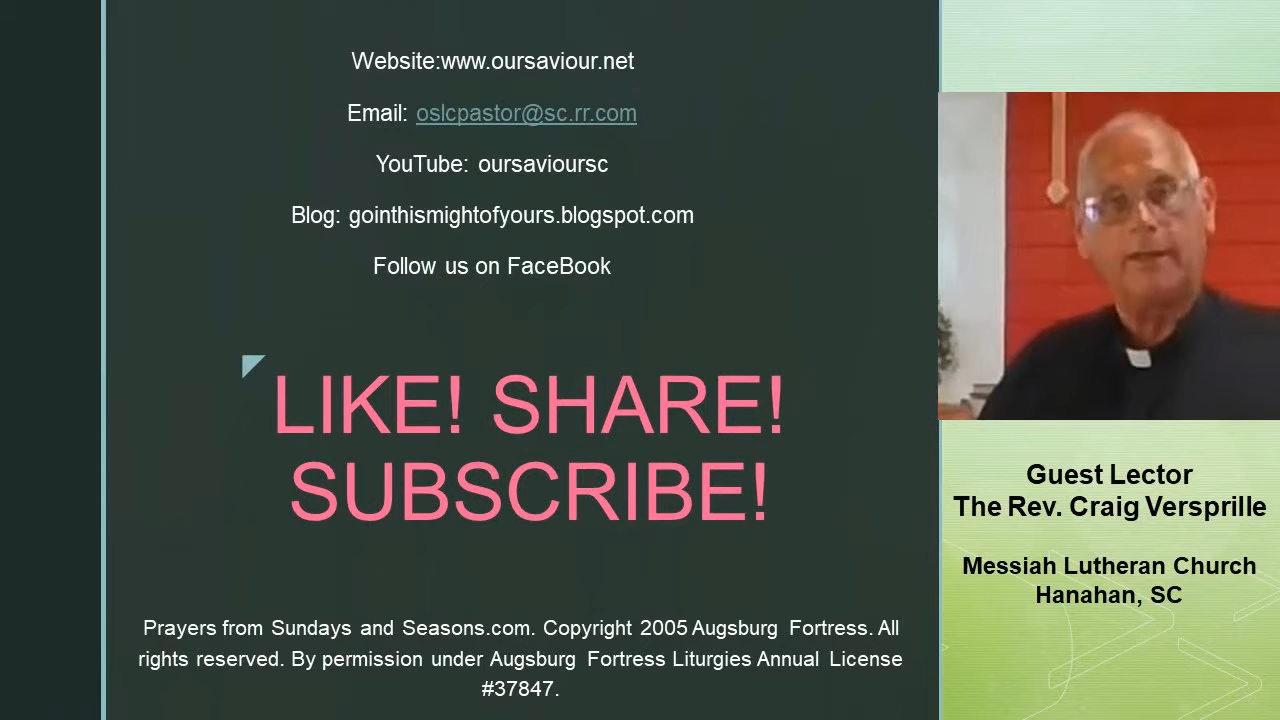 Website:www.oursaviour.net
Email: oslcpastor@sc.rr.com
YouTube: oursavioursc
Blog: gointhismightofyours.blogspot.com
Follow us on FaceBook
LIKE! SHARE!
SUBSCRIBE!
Prayers from Sundays and Seasons.com. Copyright 2005 Augsburg Fortress. All
rights reserved. By permission under Augsburg Fortress Liturgies Annual License
#37847.
Guest Lector
The Rev. Craig Versprille
Messiah Lutheran Church
Hanahan, SC